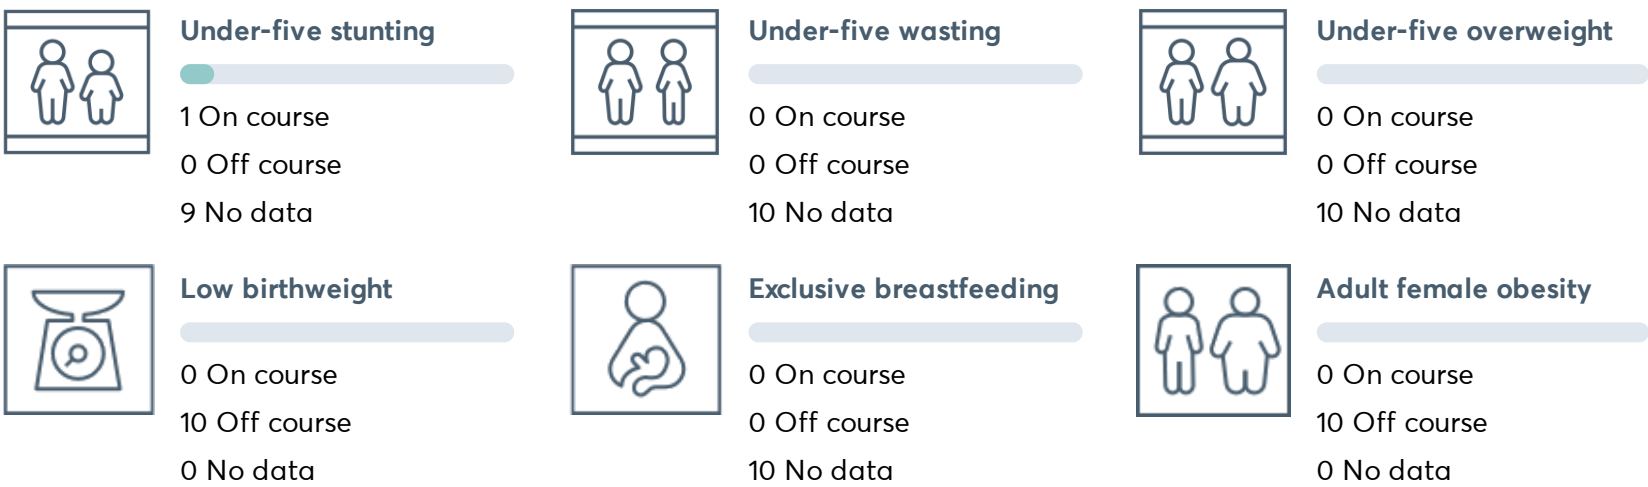 Under-five stunting
1 On course
0 Off course
9 No data
Under-five wasting
0 On course
0 Off course
10 No data
Under-five overweight
0 On course
0 Off course
10 No data
Low birthweight
0 On course
10 Off course
0 No data
Exclusive breastfeeding
0 On course
0 Off course
10 No data
Adult female obesity
0 On course
10 Off course
0 No data